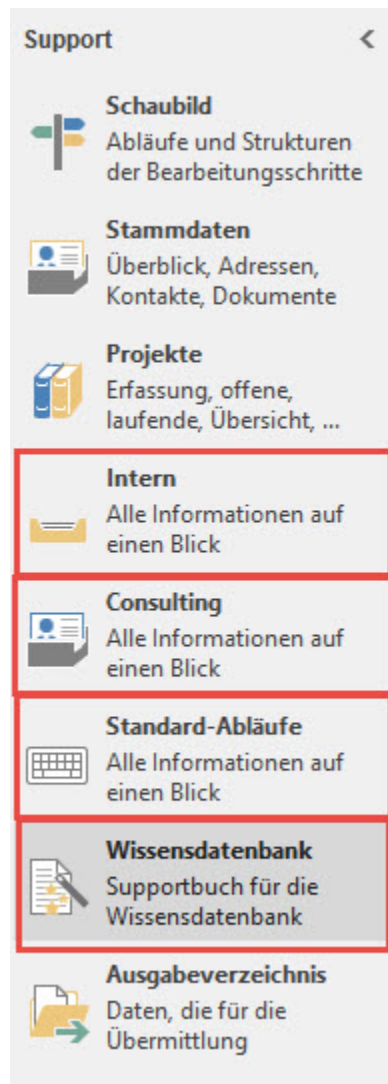 Support
Schaubild
Abläufe und Strukturen
der Bearbeitungsschritte
Stammdaten
Überblick, Adressen,
Kontakte, Dokumente
Projekte
Erfassung, offene,
laufende, Übersicht, ...
Intern
Alle Informationen auf
einen Blick
Consulting
Alle Informationen auf
einen Blick
Standard-Abläufe
Alle Informationen auf
einen Blick
Wissensdatenbank
Supportbuch für die
Wissensdatenbank
Ausgabeverzeichnis
Daten, die für die
Übermittlung